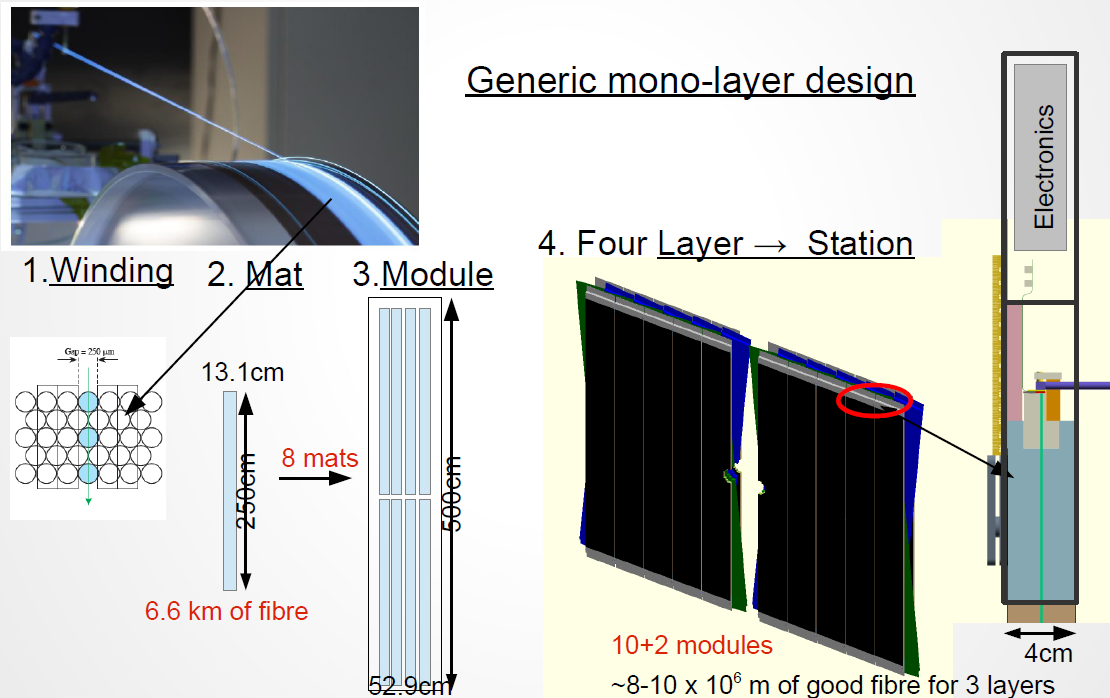 Generic mono-layer design
Electronics
4. Four Layer → Station
1.Winding
2. Mat
3.Module
Gap = 250 μm
13.1cm
250cm
8 mats
500cm
6.6 km of fibre
10+2 modules
4cm
52.9cm
~8-10 x 10⁶ m of good fibre for 3 layers